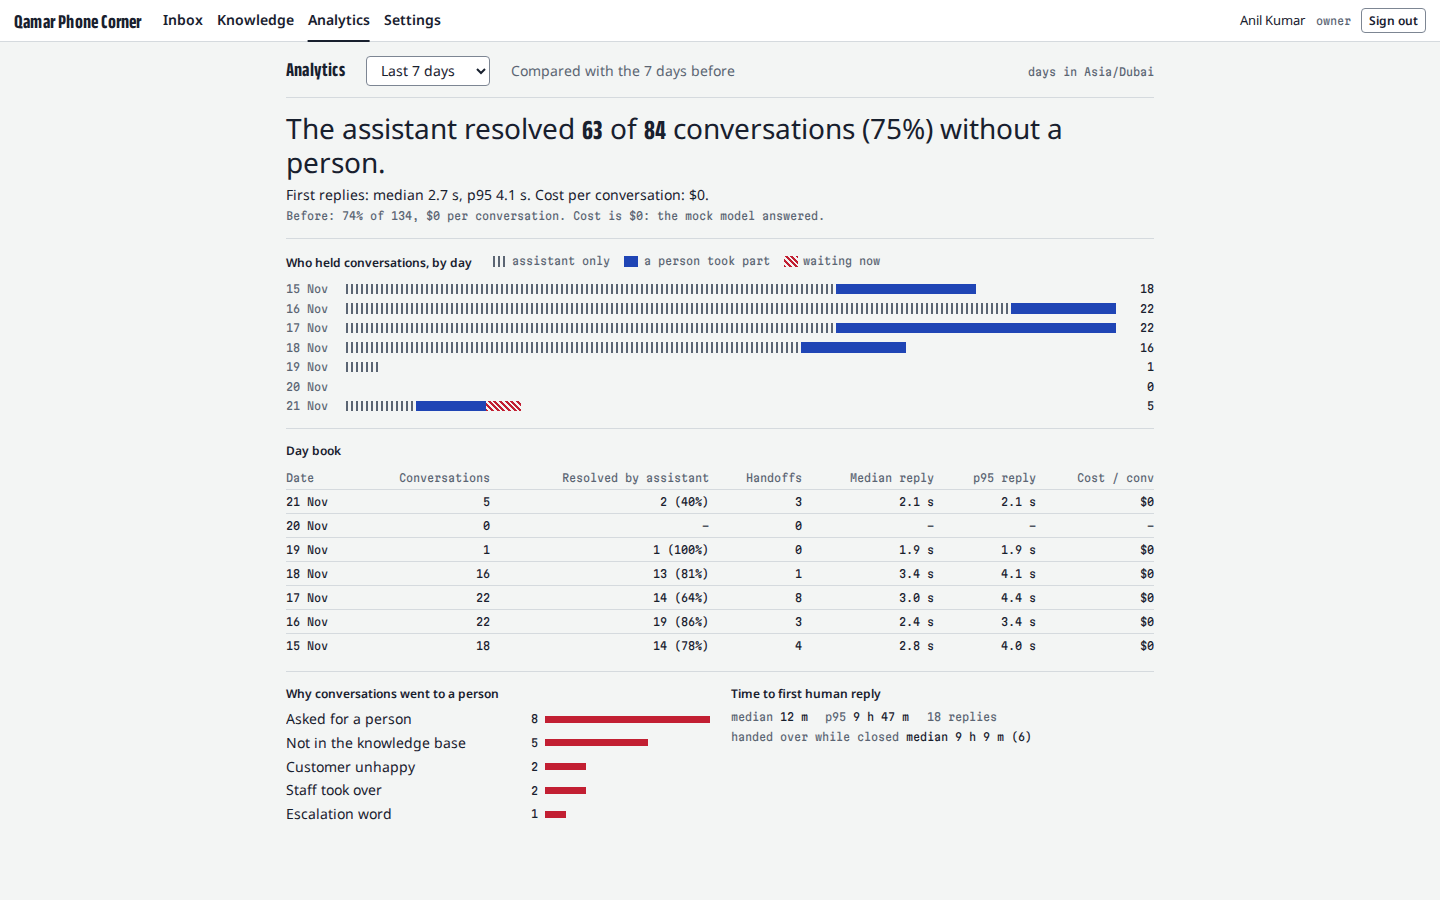 Qamar Phone Corner Inbox Knowledge Analytics Settings Anil Kumar owner Sign out
Analytics Last 7 days Compared with the 7 days before days in Asia/Dubai
The assistant resolved 63 of 84 conversations (75%) without a
person.
First replies: median 2.7 s, p95 4.1 s. Cost per conversation: $0.
Before: 74% of 134, $0 per conversation. Cost is $0: the mock model answered.
Who held conversations, by day assistant only a person took part waiting now
15 Nov 18
16 Nov 22
17 Nov 22
18 Nov 16
19 Nov 1
20 Nov 0
21 Nov 5
Day book
Date Conversations Resolved by assistant Handoffs Median reply p95 reply Cost / conv
21 Nov 5 2 (40%) 3 2.1 s 2.1 s $0
20 Nov 0 – 0 – – –
19 Nov 1 1 (100%) 0 1.9 s 1.9 s $0
18 Nov 16 13 (81%) 1 3.4 s 4.1 s $0
17 Nov 22 14 (64%) 8 3.0 s 4.4 s $0
16 Nov 22 19 (86%) 3 2.4 s 3.4 s $0
15 Nov 18 14 (78%) 4 2.8 s 4.0 s $0
Why conversations went to a person
Asked for a person 8
Not in the knowledge base 5
Customer unhappy 2
Staff took over 2
Escalation word 1
Time to first human reply
median 12 m p95 9 h 47 m 18 replies
handed over while closed median 9 h 9 m (6)